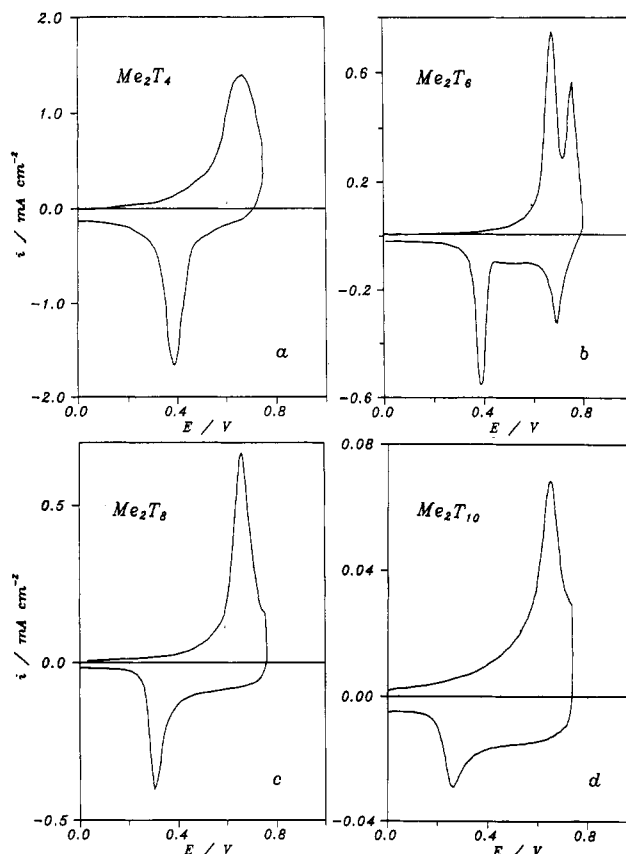 2.0
Me₂T₄
1.0
0.0
-1.0
a
-2.0
0.0 0.4 0.8
E / V
i / mA cm⁻²
Me₂T₆
0.6
0.2
-0.2
b
-0.6
0.0 0.4 0.8
E / V
Me₂T₈
0.5
0.0
c
-0.5
0.0 0.4 0.8
E / V
i / mA cm⁻²
0.08
Me₂T₁₀
0.04
0.00
d
-0.04
0.0 0.4 0.8
E / V